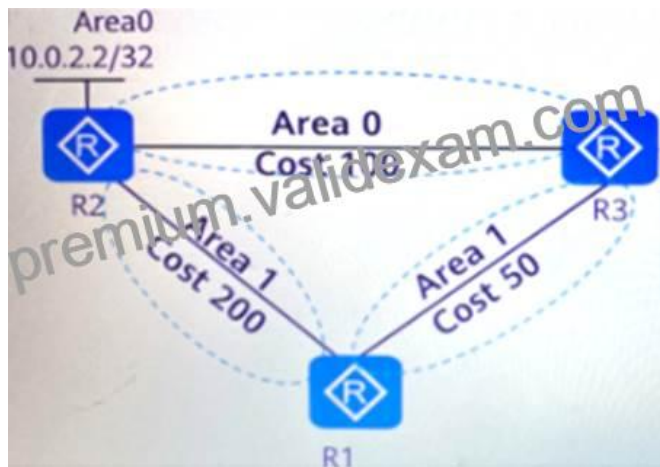 Area0
10.0.2.2/32
Area 0
Cost 100
R
R
R2
R3
Area 1
Cost 200
Area 1
Cost 50
R
R1
premium.validexam.com